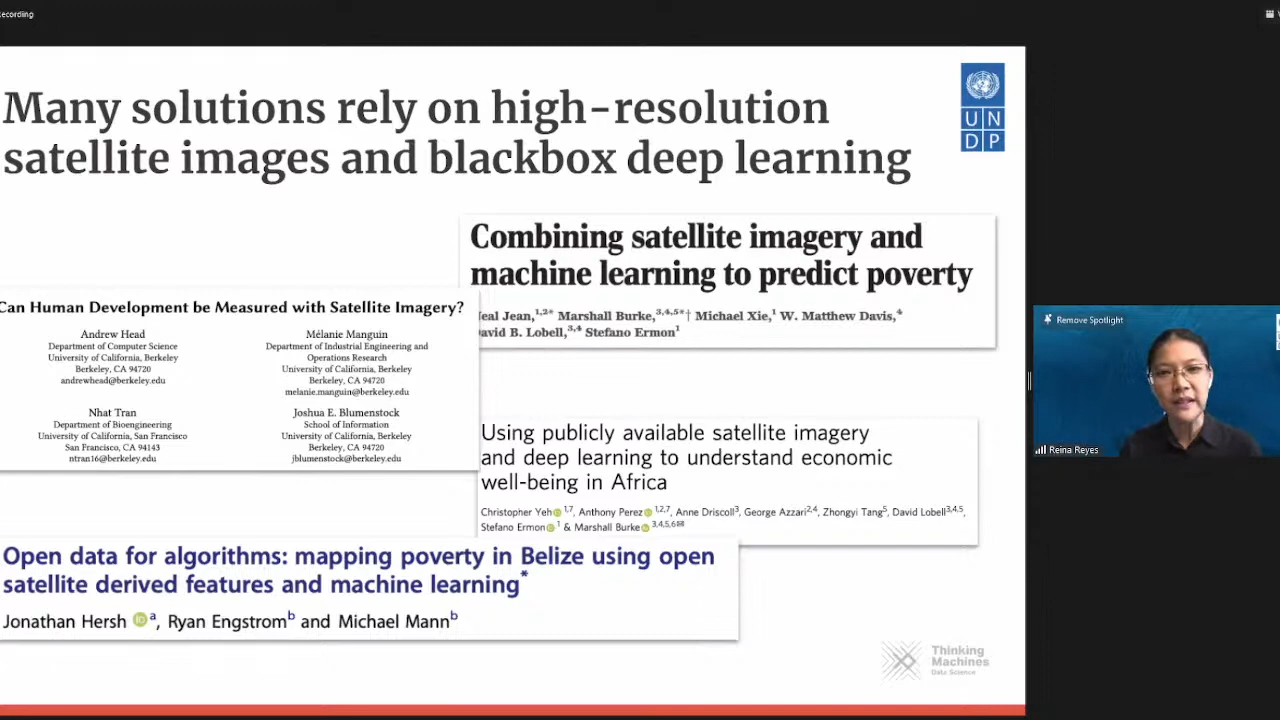 ecording
Many solutions rely on high-resolution
satellite images and blackbox deep learning
U N
D P
Combining satellite imagery and
machine learning to predict poverty
eal Jean,1,2* Marshall Burke,3,4,5*† Michael Xie,1 W. Matthew Davis,4
avid B. Lobell,3,4 Stefano Ermon1
Can Human Development be Measured with Satellite Imagery?
Andrew Head
Department of Computer Science
University of California, Berkeley
Berkeley, CA 94720
andrewhead@berkeley.edu
Mélanie Manguin
Department of Industrial Engineering and
Operations Research
University of California, Berkeley
Berkeley, CA 94720
melanie.manguin@berkeley.edu
Nhat Tran
Department of Bioengineering
University of California, San Francisco
San Francisco, CA 94143
ntran16@berkeley.edu
Joshua E. Blumenstock
School of Information
University of California, Berkeley
Berkeley, CA 94720
jblumenstock@berkeley.edu
Using publicly available satellite imagery
and deep learning to understand economic
well-being in Africa
Christopher Yeh 1,7, Anthony Perez 1,2,7, Anne Driscoll3, George Azzari2,4, Zhongyi Tang5, David Lobell3,4,5,
Stefano Ermon 1 & Marshall Burke 3,4,5,6✉
Open data for algorithms: mapping poverty in Belize using open
satellite derived features and machine learning*
Jonathan Hersh iD a, Ryan Engstromb and Michael Mannb
Thinking
Machines
Data Science
Remove Spotlight
Reina Reyes